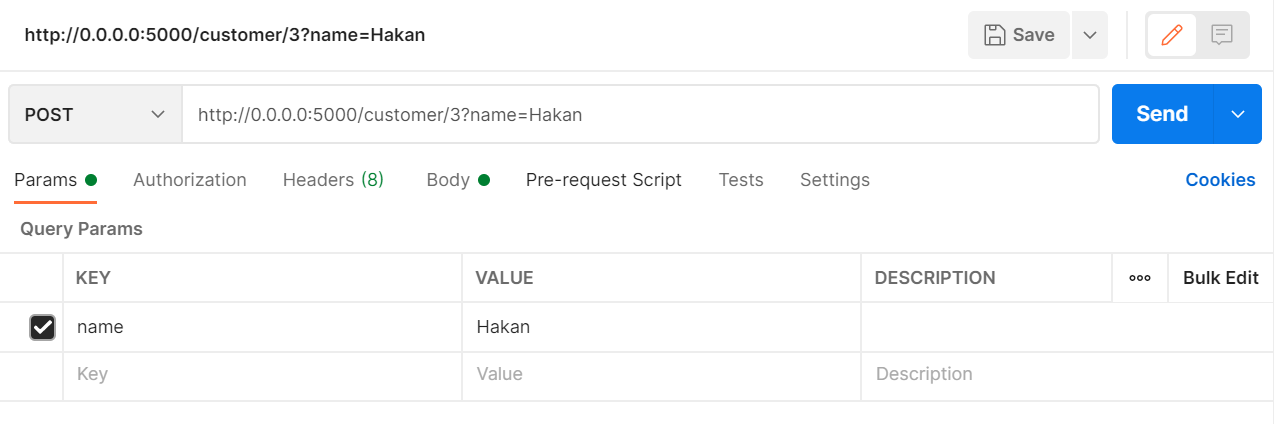 http://0.0.0.0:5000/customer/3?name=Hakan Save
POST http://0.0.0.0:5000/customer/3?name=Hakan Send
Params Authorization Headers (8) Body Pre-request Script Tests Settings Cookies
Query Params
KEY VALUE DESCRIPTION Bulk Edit
name Hakan
Key Value Description